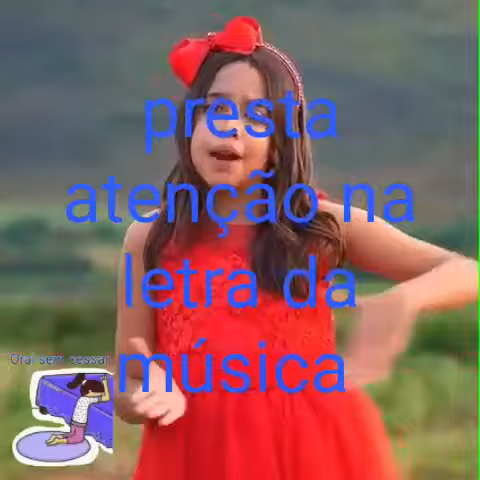 presta
atenção na
letra da
música
Orai sem cessar